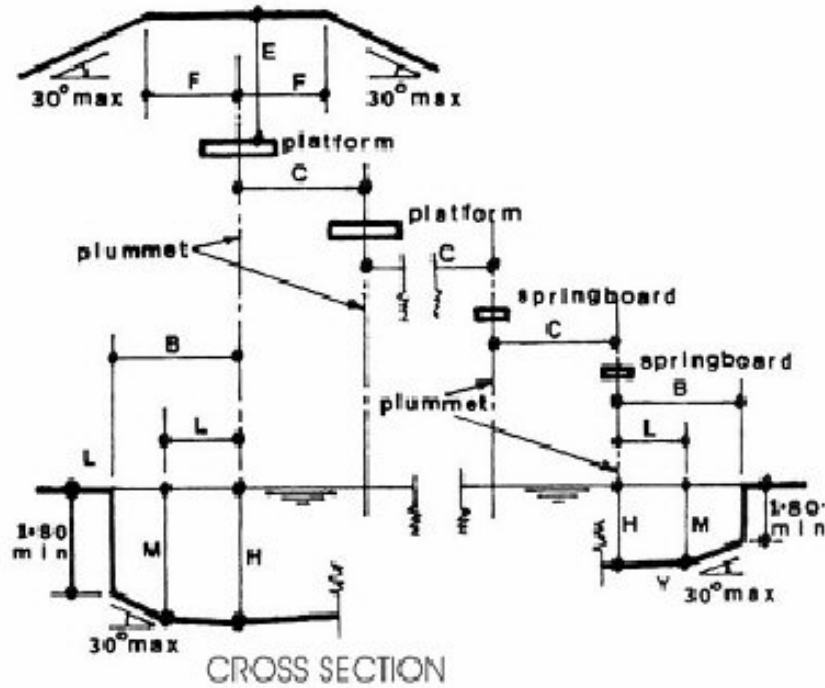 E
F F
30°max 30°max
platform
C
platform
plummet
C
springboard
B C
springboard
plummet B
L L
L
1·80 min M H
H M 1·80 min
Y
30°max
30°max
CROSS SECTION